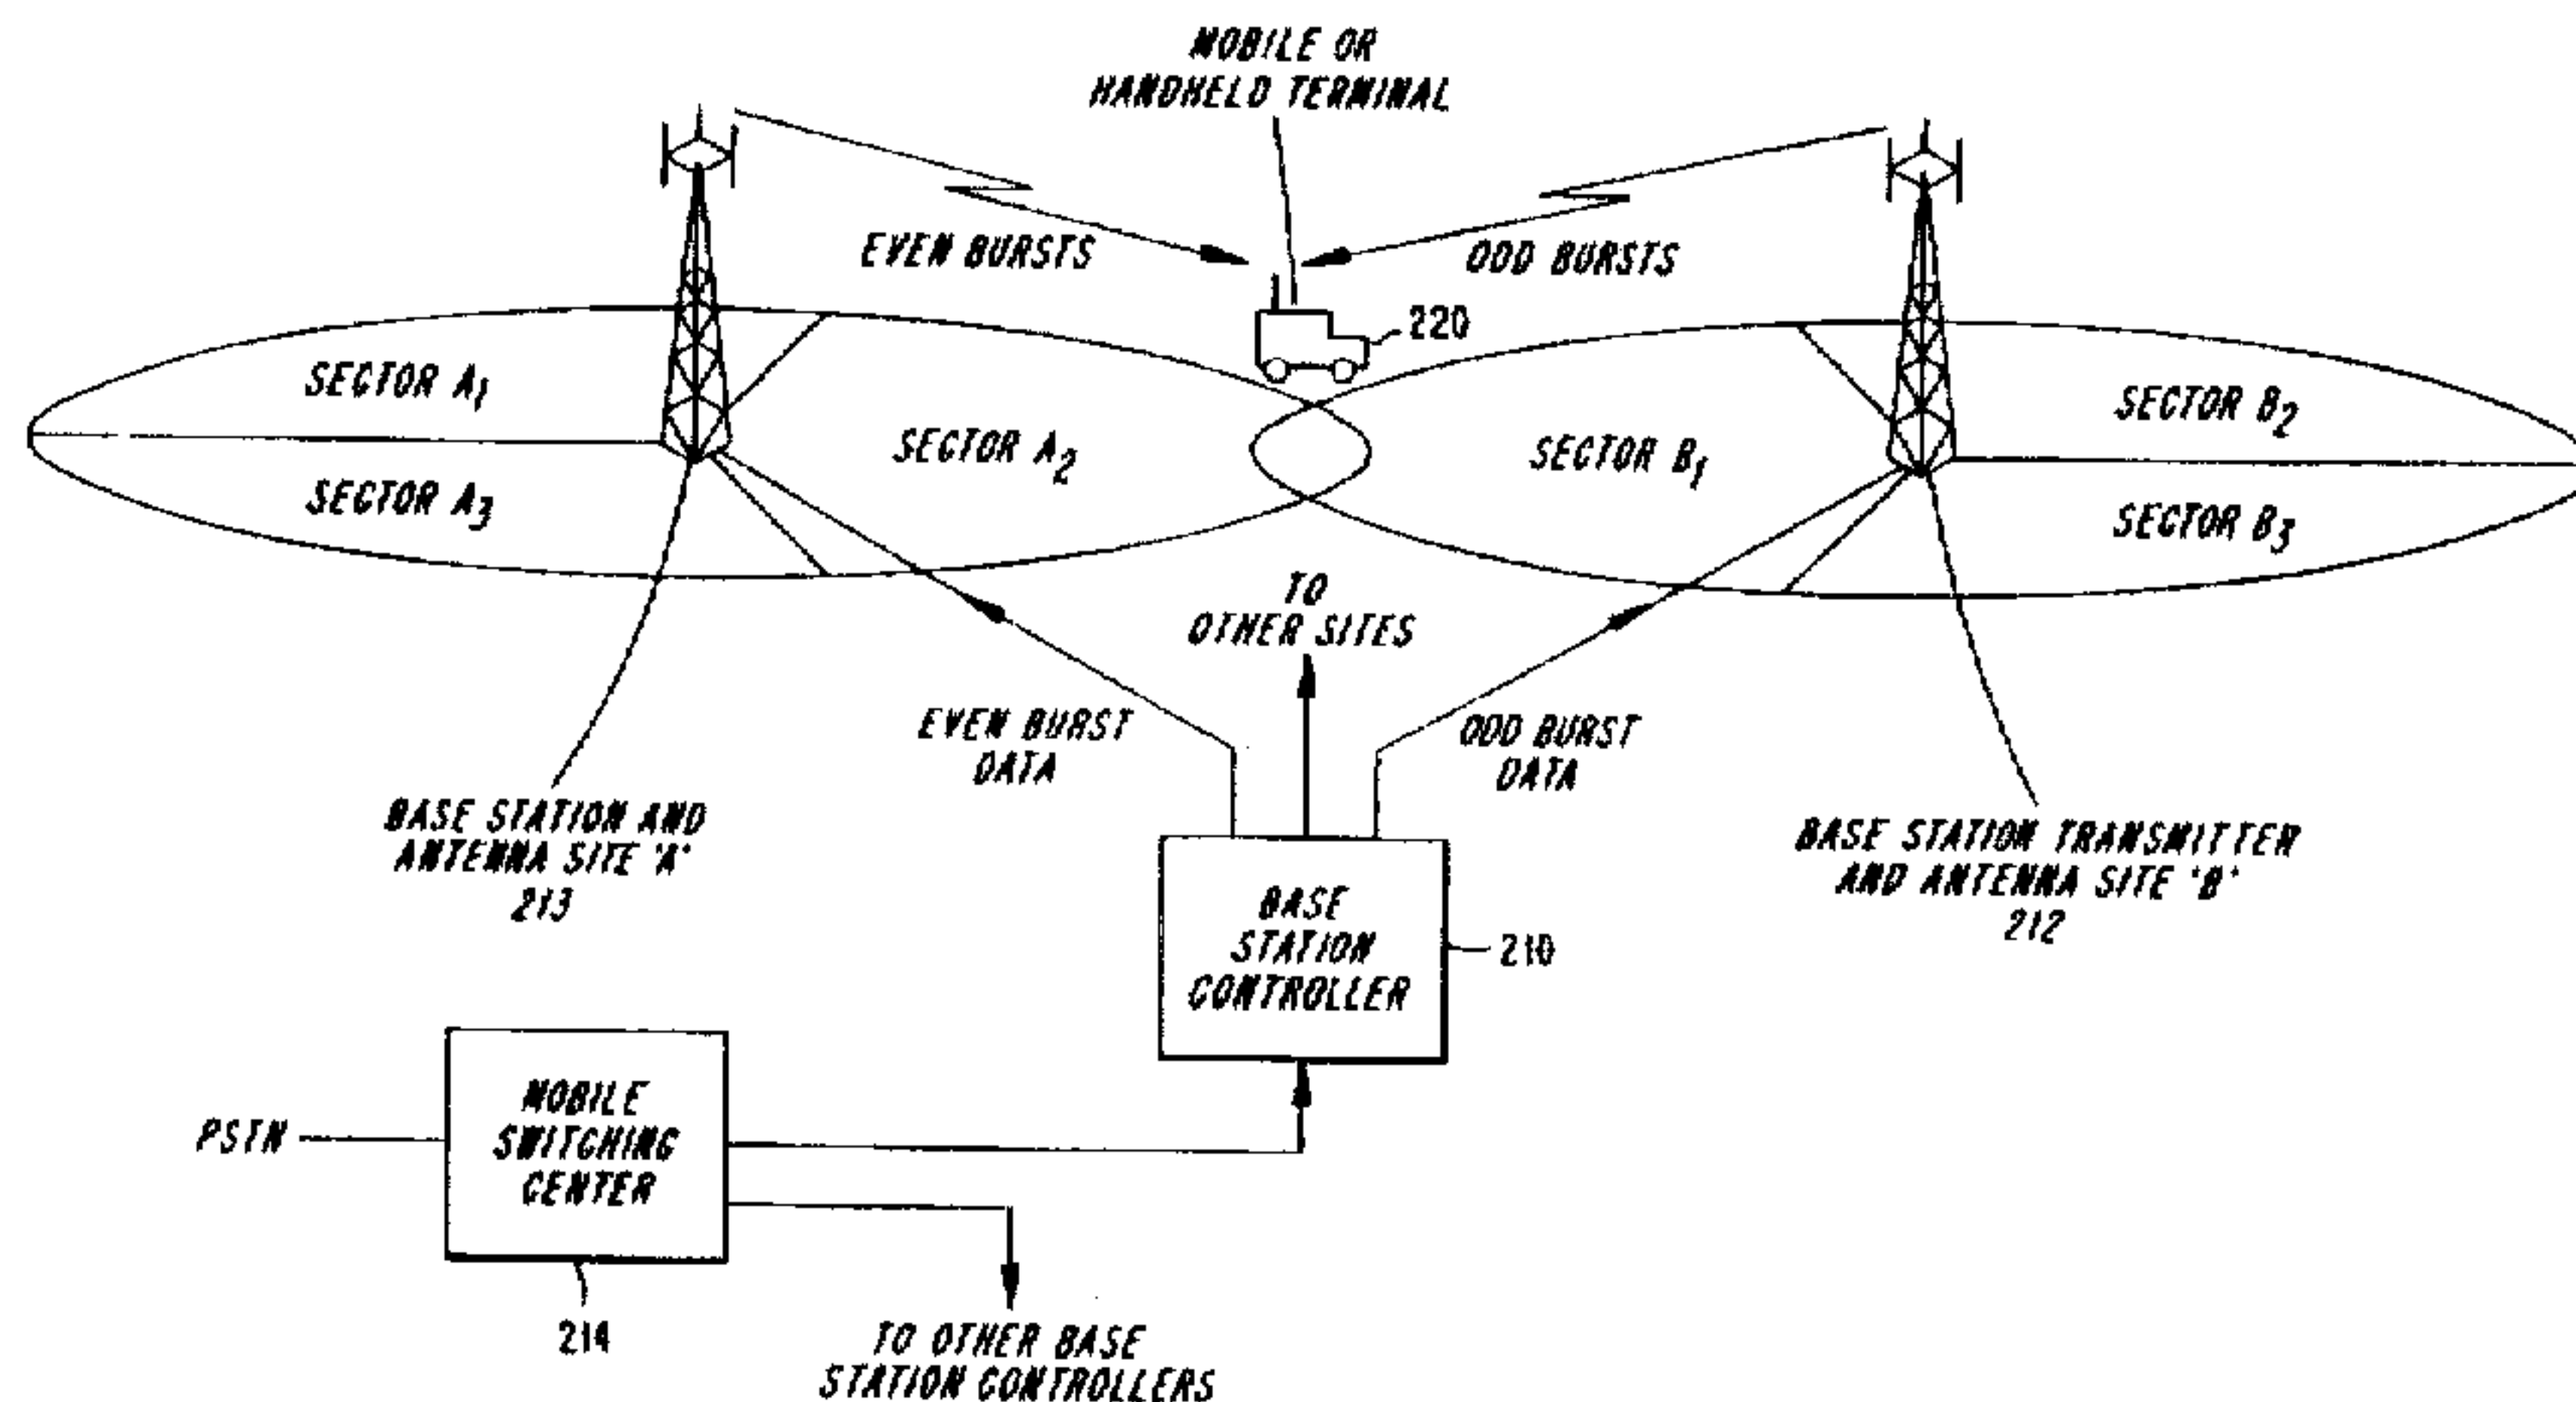 MOBILE OR
HANDHELD TERMINAL
EVEN BURSTS
ODD BURSTS
220
SECTOR A1
SECTOR A2
SECTOR A3
SECTOR B1
SECTOR B2
SECTOR B3
TO
OTHER SITES
EVEN BURST
DATA
ODD BURST
DATA
BASE STATION AND
ANTENNA SITE 'A'
213
BASE STATION TRANSMITTER
AND ANTENNA SITE 'B'
212
BASE
STATION
CONTROLLER
210
PSTN
MOBILE
SWITCHING
CENTER
214
TO OTHER BASE
STATION CONTROLLERS